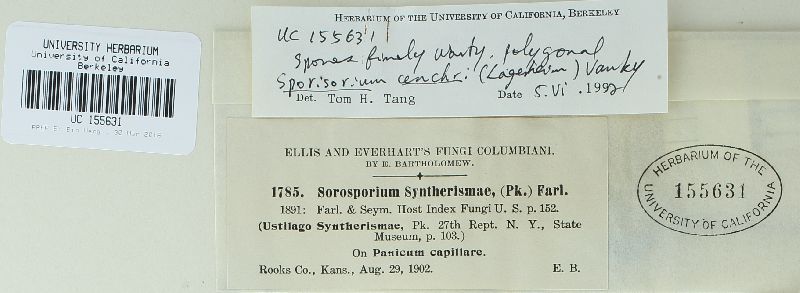 HERBARIUM OF THE UNIVERSITY OF CALIFORNIA, BERKELEY
UC 155631
Spores finely warty, polygonal
Sporisorium cenchri (Lagerheim) Vanky
Det. Tom H. Tang Date 5.VI.1992
UNIVERSITY HERBARIUM
University of California
Berkeley
UC 155631
ELLIS AND EVERHART'S FUNGI COLUMBIANI.
BY E. BARTHOLOMEW.
1785. Sorosporium Syntherismae, (Pk.) Farl.
1891: Farl. & Seym. Host Index Fungi U. S. p. 152.
(Ustilago Syntherismae, Pk. 27th Rept. N. Y., State
Museum, p. 103.)
On Panicum capillare.
Rooks Co., Kans., Aug. 29, 1902. E. B.
HERBARIUM OF THE
155631
UNIVERSITY OF CALIFORNIA